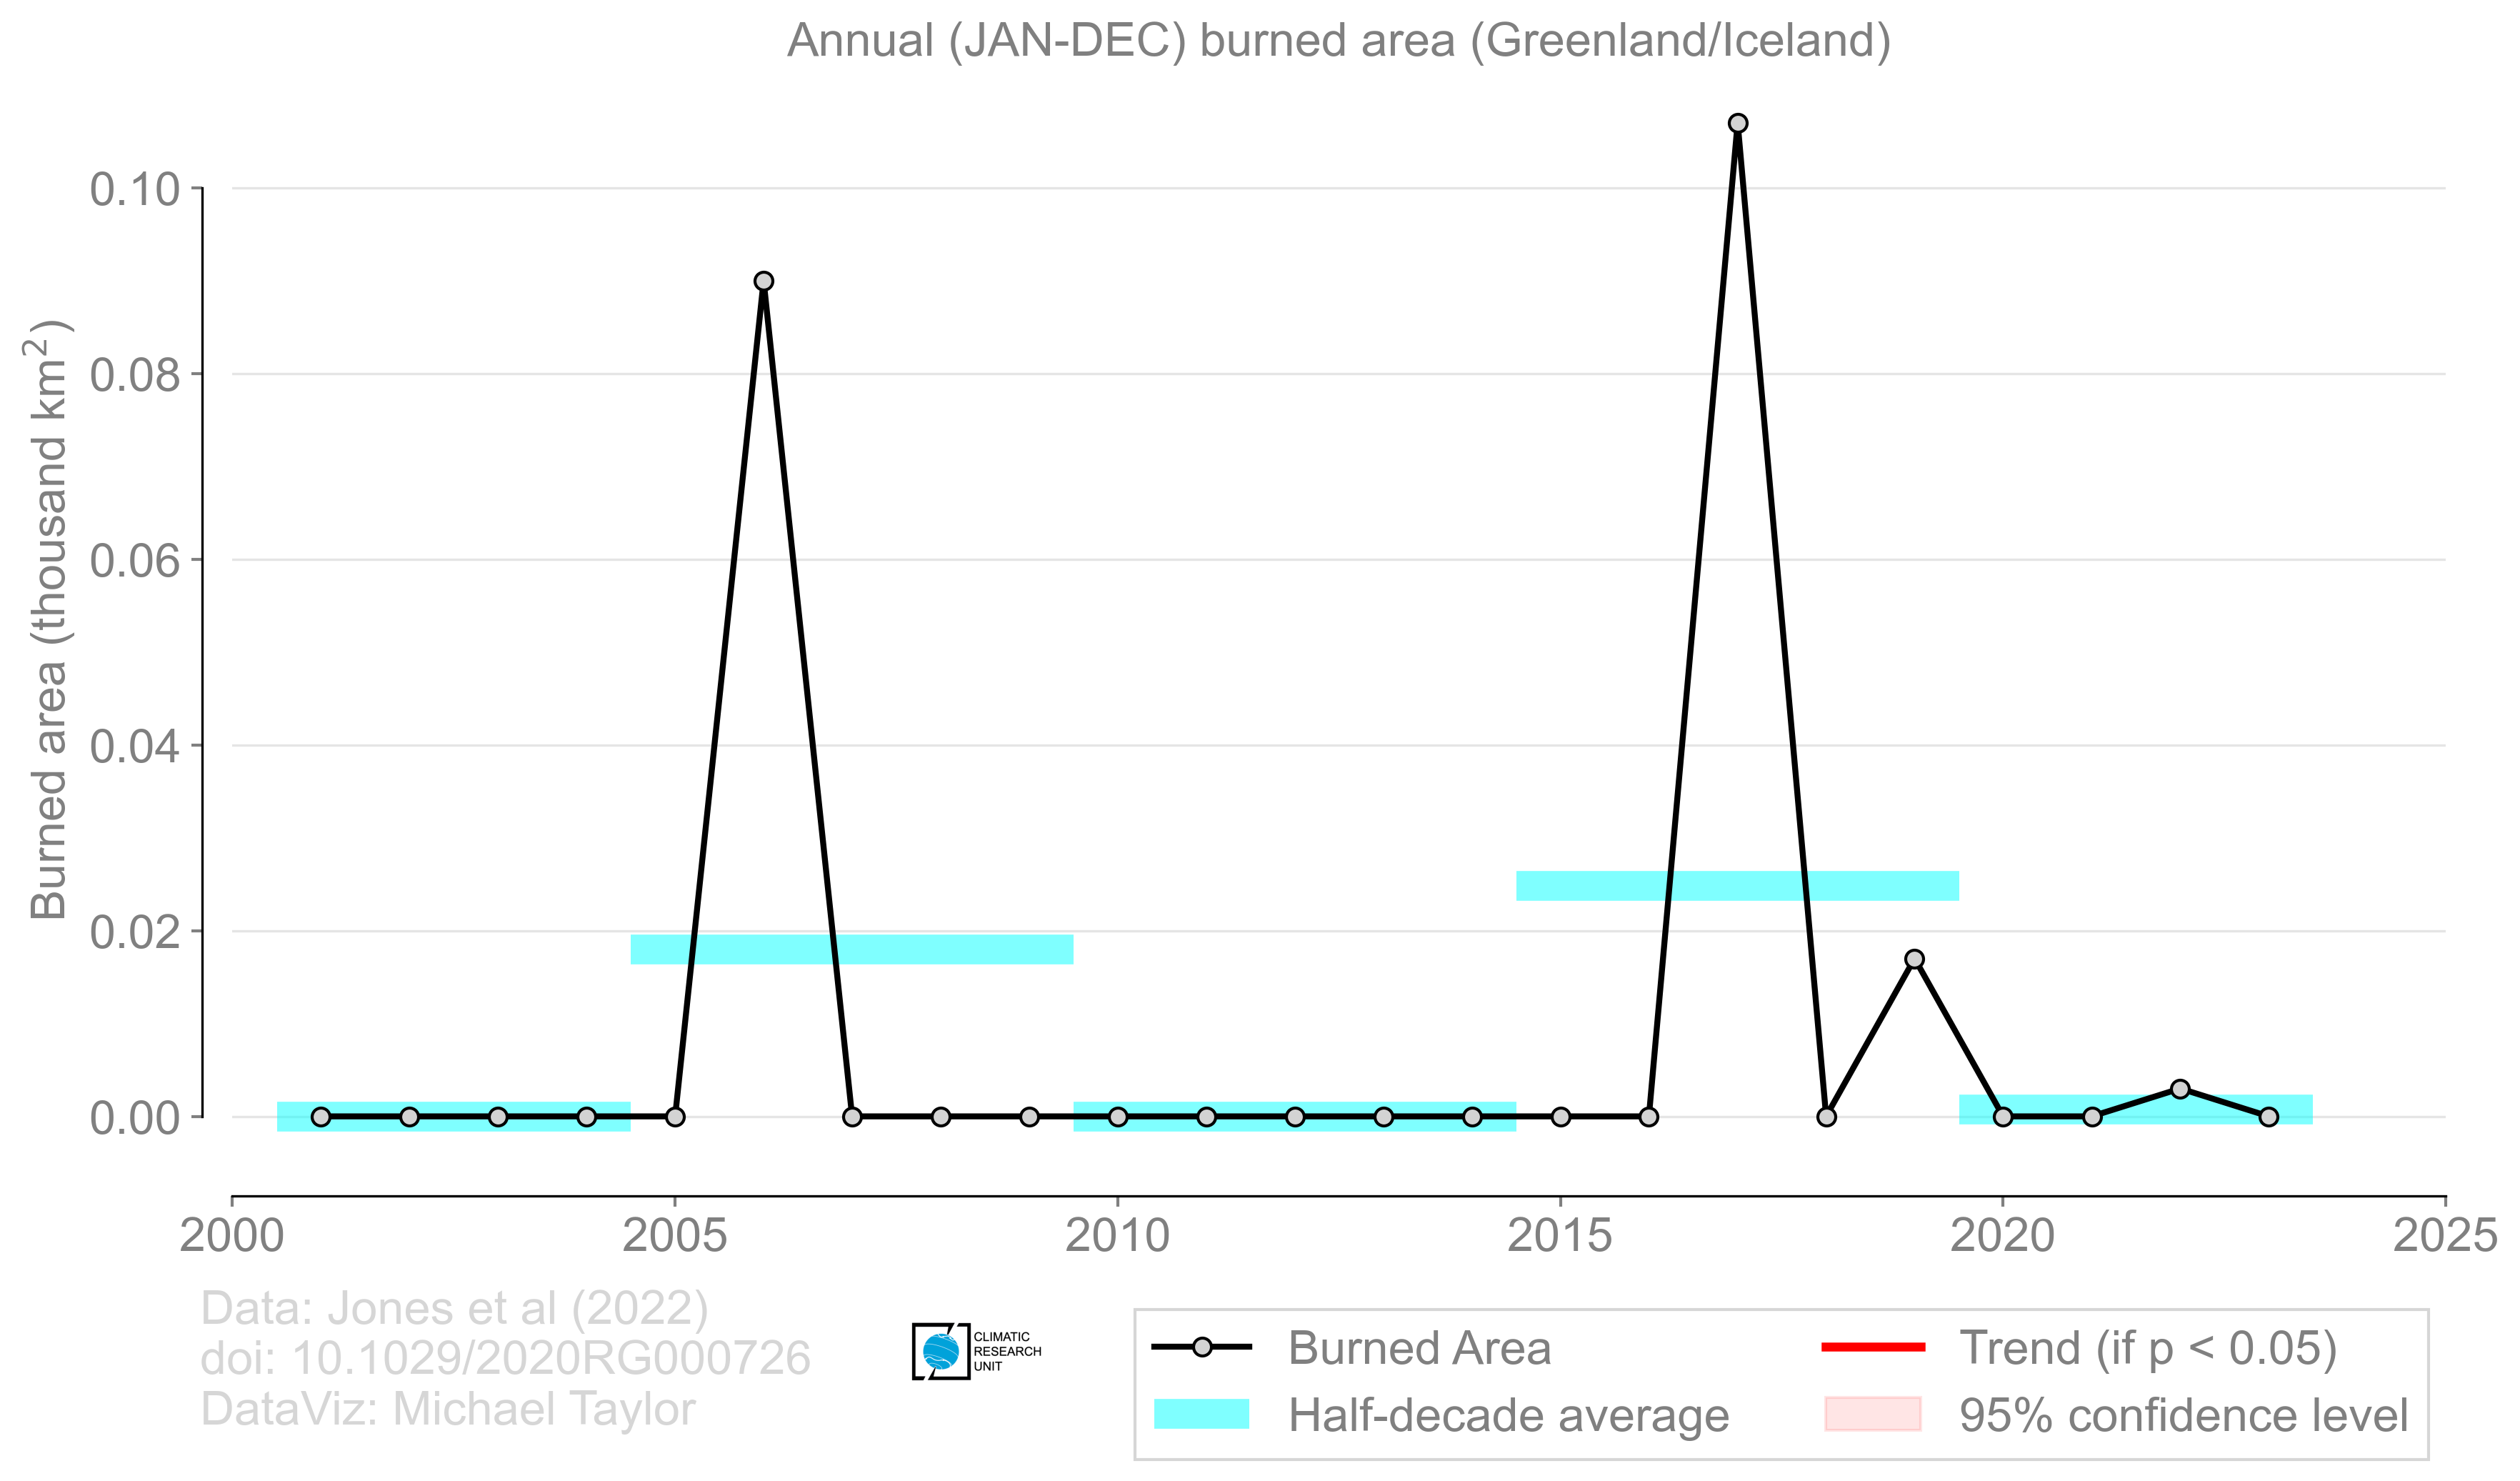 Annual (JAN-DEC) burned area (Greenland/Iceland)
Burned area (thousand km²)
0.10
0.08
0.06
0.04
0.02
0.00
2000 2005 2010 2015 2020 2025
Data: Jones et al (2022)
doi: 10.1029/2020RG000726
DataViz: Michael Taylor
CLIMATIC
RESEARCH
UNIT
Burned Area
Half-decade average
Trend (if p < 0.05)
95% confidence level